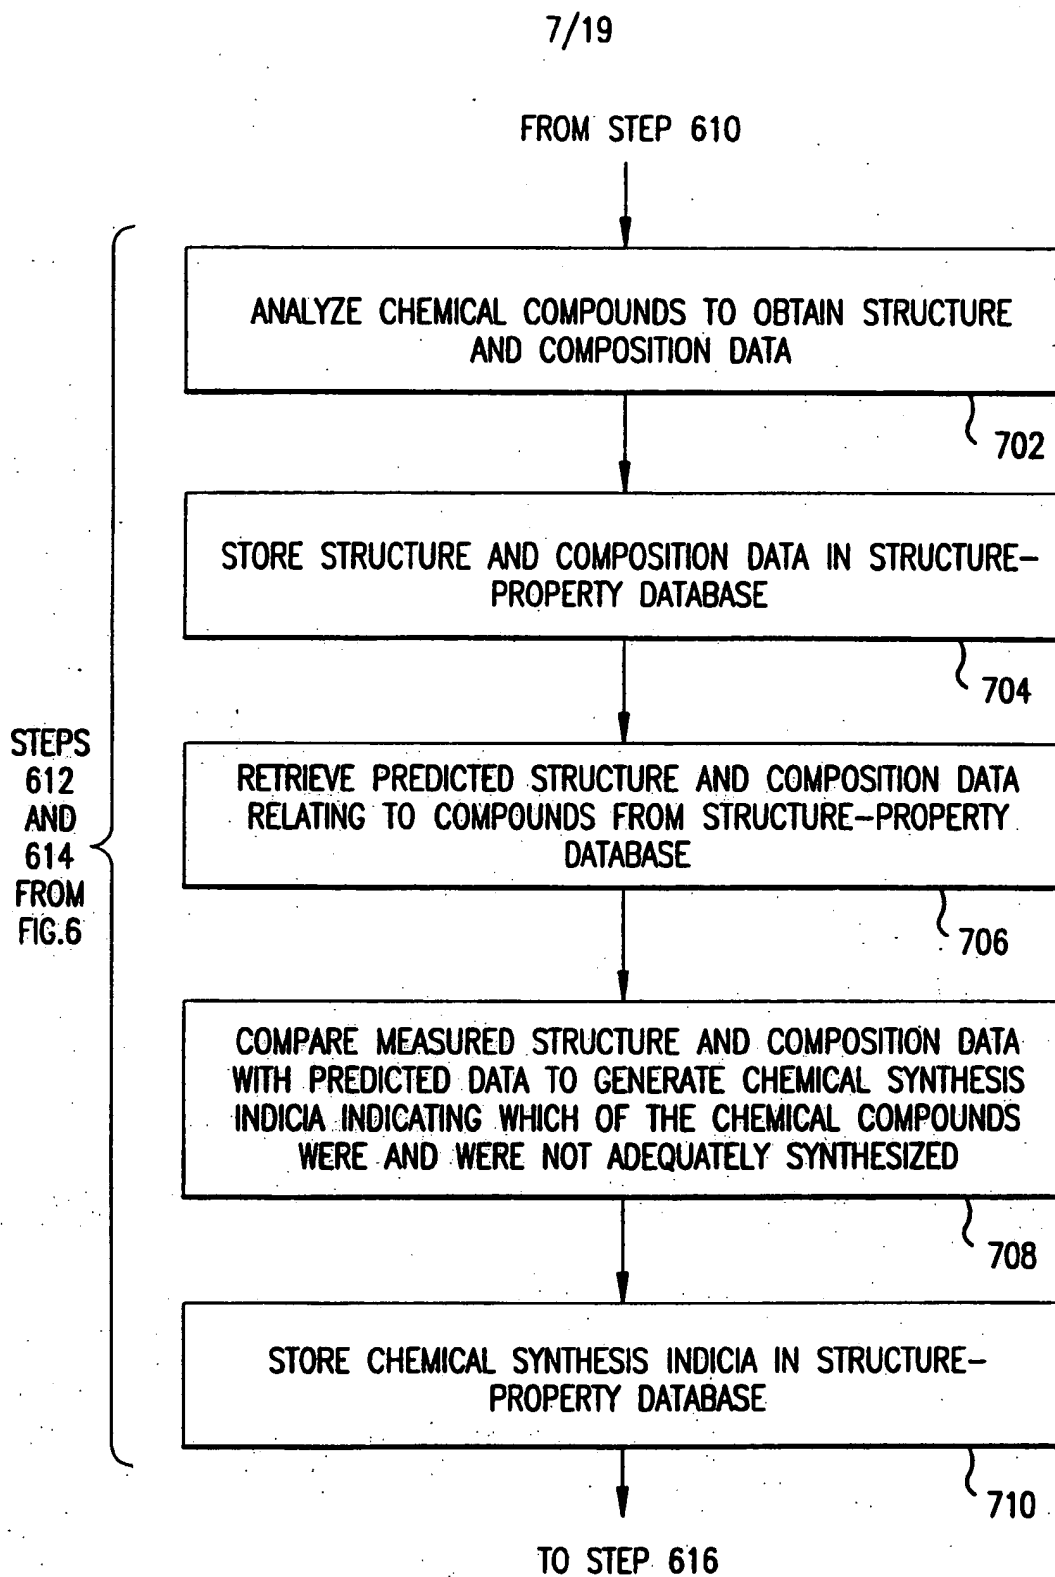 7/19
FROM STEP 610
ANALYZE CHEMICAL COMPOUNDS TO OBTAIN STRUCTURE
AND COMPOSITION DATA
702
STORE STRUCTURE AND COMPOSITION DATA IN STRUCTURE-
PROPERTY DATABASE
704
STEPS
612
AND
614
FROM
FIG.6
RETRIEVE PREDICTED STRUCTURE AND COMPOSITION DATA
RELATING TO COMPOUNDS FROM STRUCTURE-PROPERTY
DATABASE
706
COMPARE MEASURED STRUCTURE AND COMPOSITION DATA
WITH PREDICTED DATA TO GENERATE CHEMICAL SYNTHESIS
INDICIA INDICATING WHICH OF THE CHEMICAL COMPOUNDS
WERE AND WERE NOT ADEQUATELY SYNTHESIZED
708
STORE CHEMICAL SYNTHESIS INDICIA IN STRUCTURE-
PROPERTY DATABASE
710
TO STEP 616